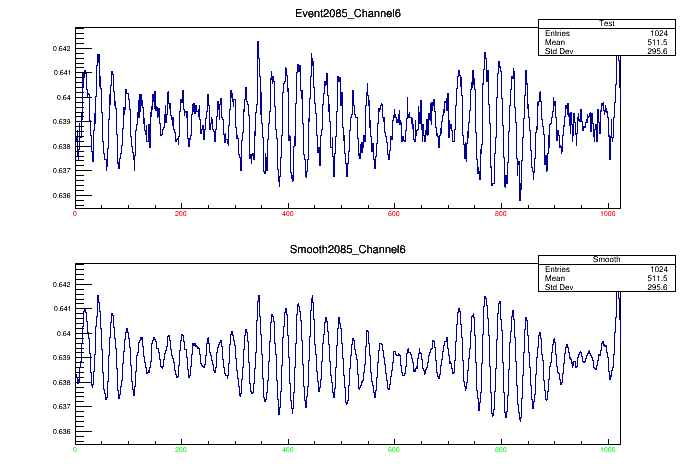 Event2085_Channel6
Test
Entries 1024
Mean 511.5
Std Dev 295.6
0.642
0.641
0.64
0.639
0.638
0.637
0.636
0 200 400 600 800 1000
Smooth2085_Channel6
Smooth
Entries 1024
Mean 511.5
Std Dev 295.6
0.642
0.641
0.64
0.639
0.638
0.637
0.636
0 200 400 600 800 1000